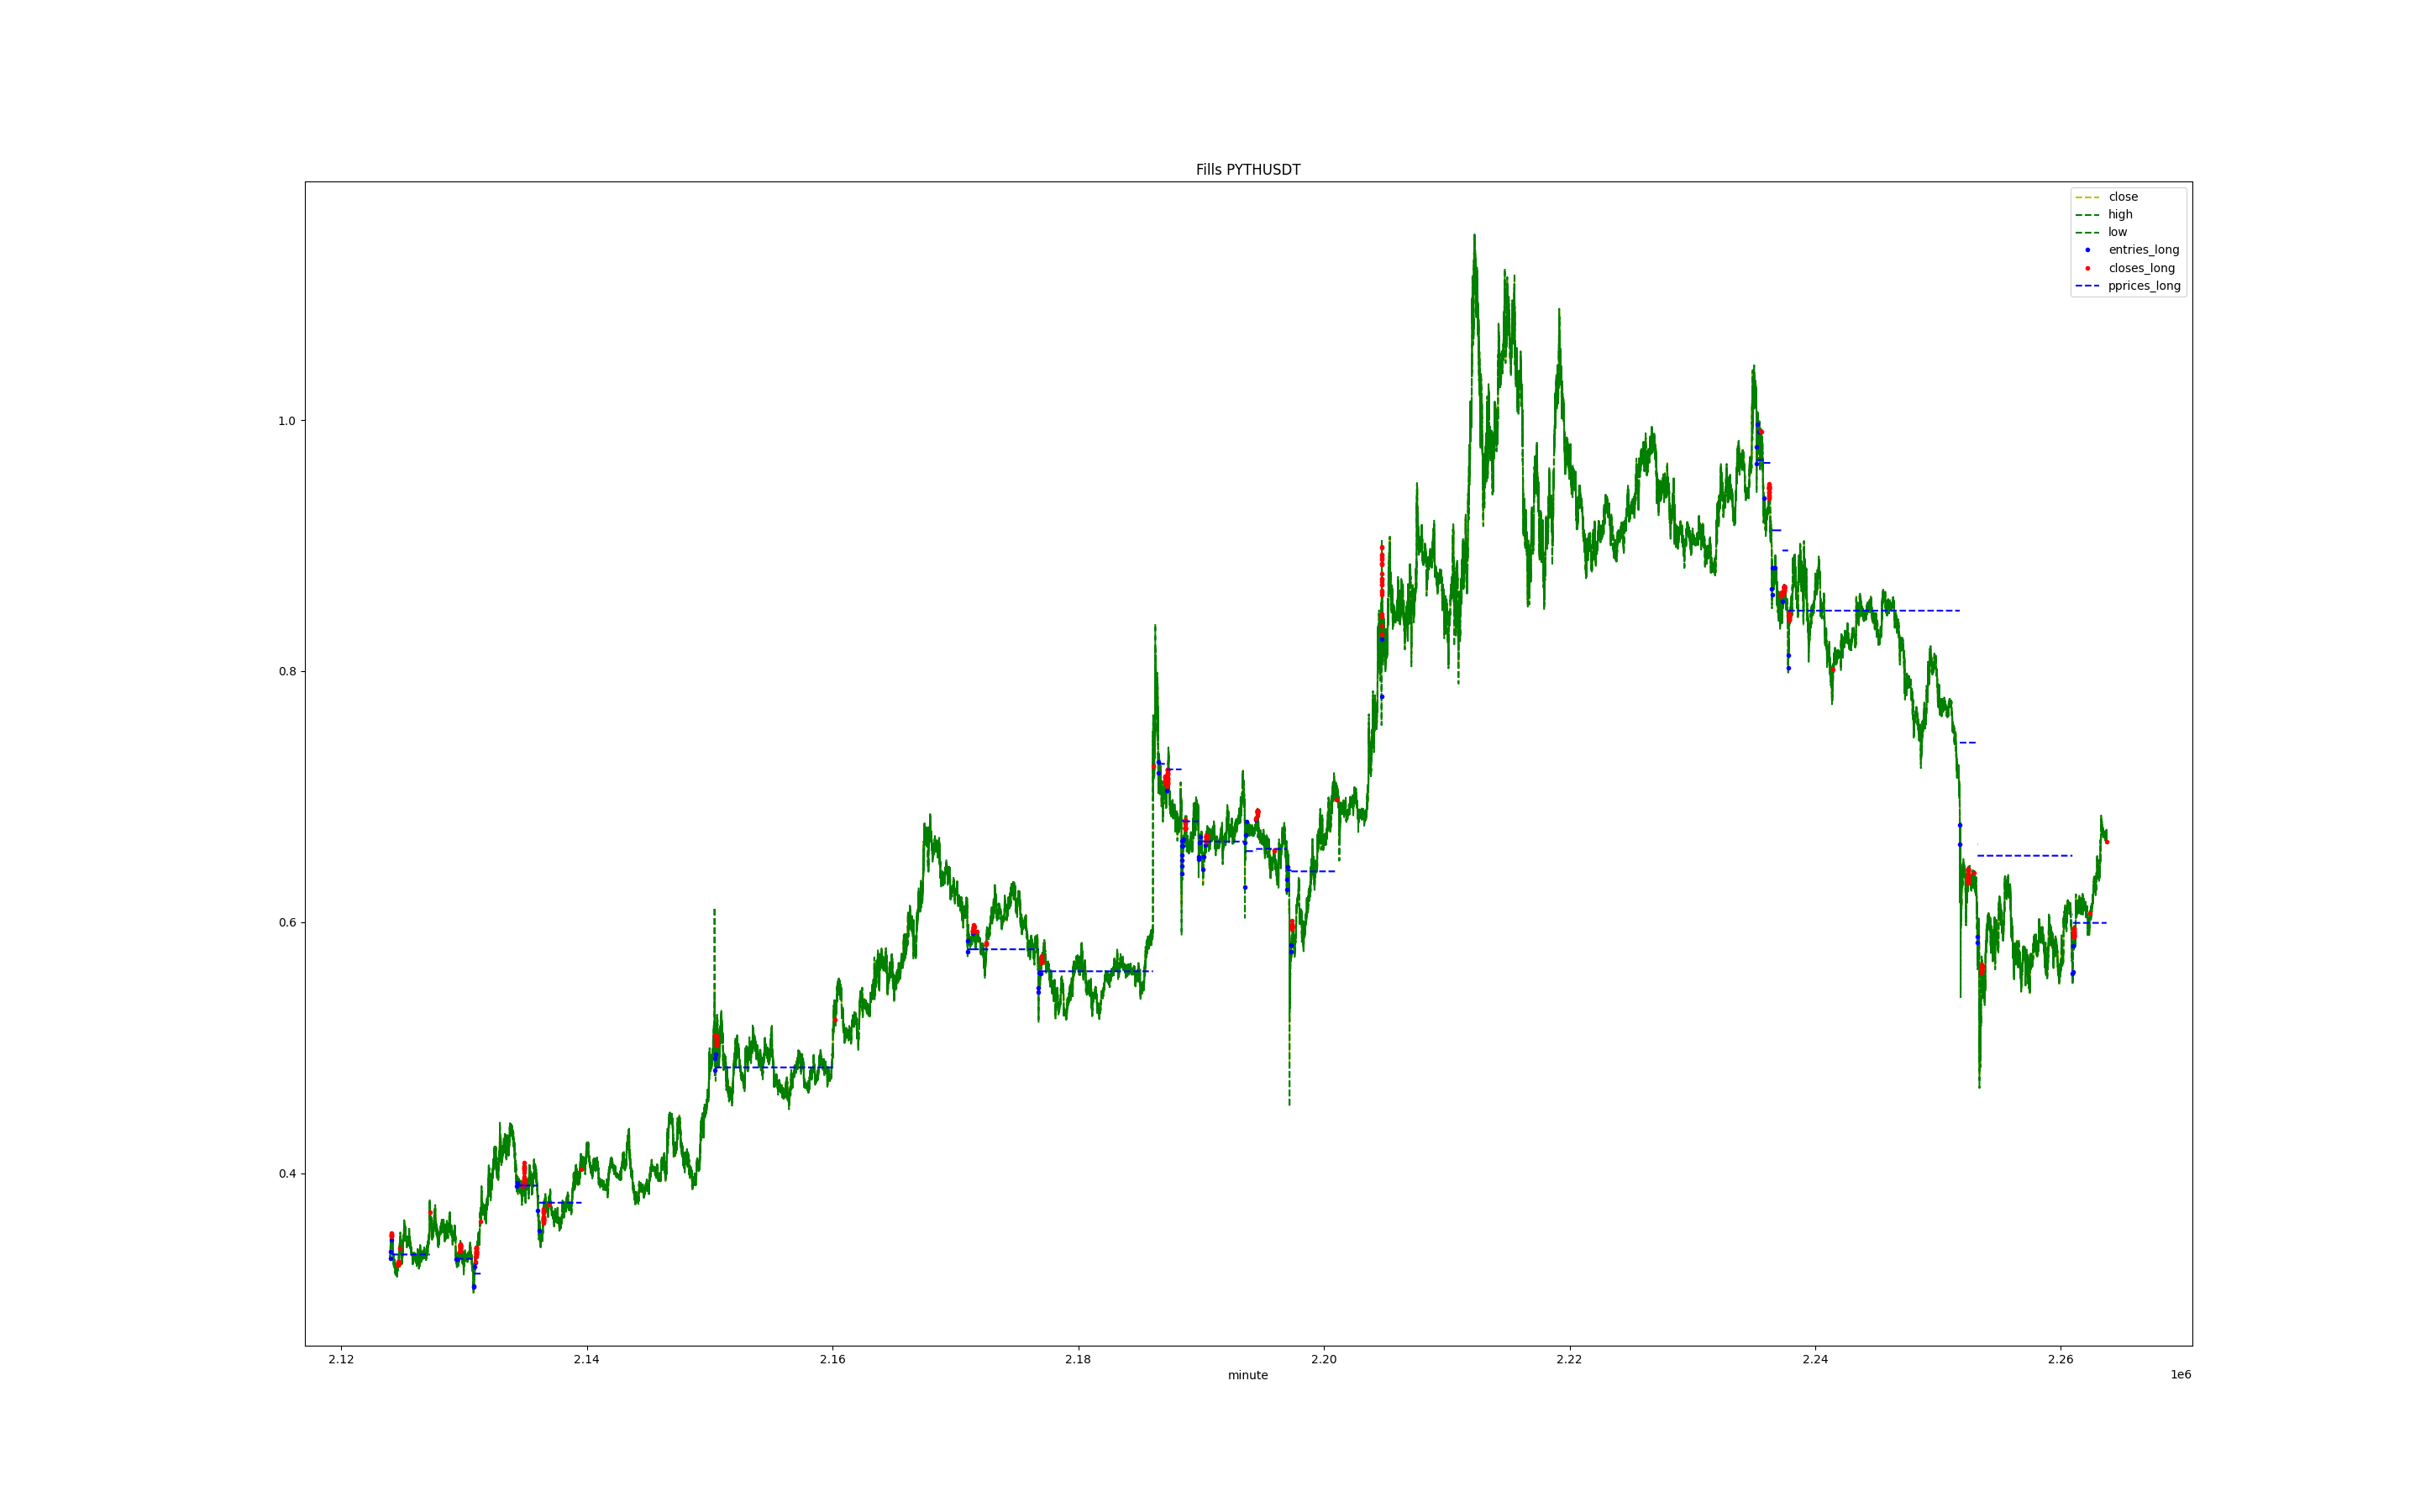 Fills PYTHUSDT
close
high
low
entries_long
closes_long
pprices_long
1.0
0.8
0.6
0.4
2.12 2.14 2.16 2.18 2.20 2.22 2.24 2.26
minute
1e6